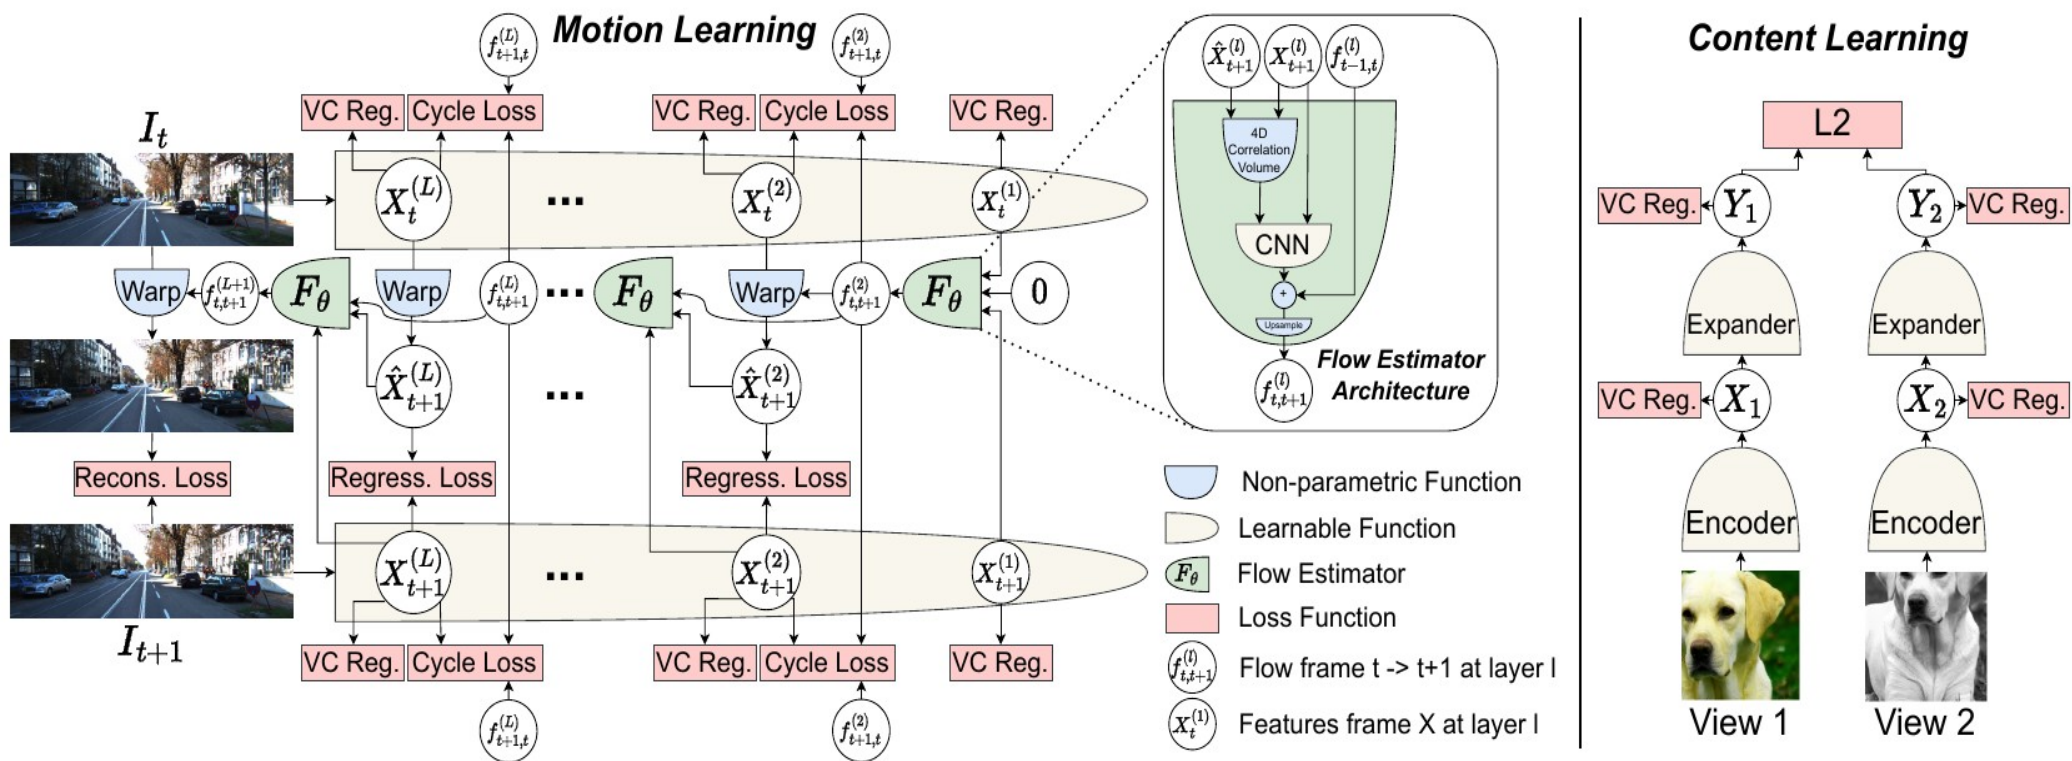 Motion Learning
Content Learning
f_{t+1,t}^{(L)}
f_{t+1,t}^{(2)}
VC Reg.
Cycle Loss
VC Reg.
Cycle Loss
VC Reg.
I_t
X_t^{(L)}
...
X_t^{(2)}
X_t^{(1)}
Warp
f_{t,t+1}^{(L+1)}
F_θ
Warp
f_{t,t+1}^{(L)}
...
F_θ
Warp
f_{t,t+1}^{(2)}
F_θ
0
X̂_{t+1}^{(L)}
...
X̂_{t+1}^{(2)}
Recons. Loss
Regress. Loss
Regress. Loss
X_{t+1}^{(L)}
...
X_{t+1}^{(2)}
X_{t+1}^{(1)}
I_{t+1}
VC Reg.
Cycle Loss
VC Reg.
Cycle Loss
VC Reg.
f_{t+1,t}^{(L)}
f_{t+1,t}^{(2)}
X̂_{t+1}^{(l)}
X_{t+1}^{(l)}
f_{t-1,t}^{(l)}
4D
Correlation
Volume
CNN
+
Upsample
f_{t,t+1}^{(l)}
Flow Estimator
Architecture
Non-parametric Function
Learnable Function
F_θ Flow Estimator
Loss Function
f_{t,t+1}^{(l)} Flow frame t -> t+1 at layer l
X_t^{(1)} Features frame X at layer l
L2
VC Reg.
Y_1
Y_2
VC Reg.
Expander
Expander
VC Reg.
X_1
X_2
VC Reg.
Encoder
Encoder
View 1
View 2